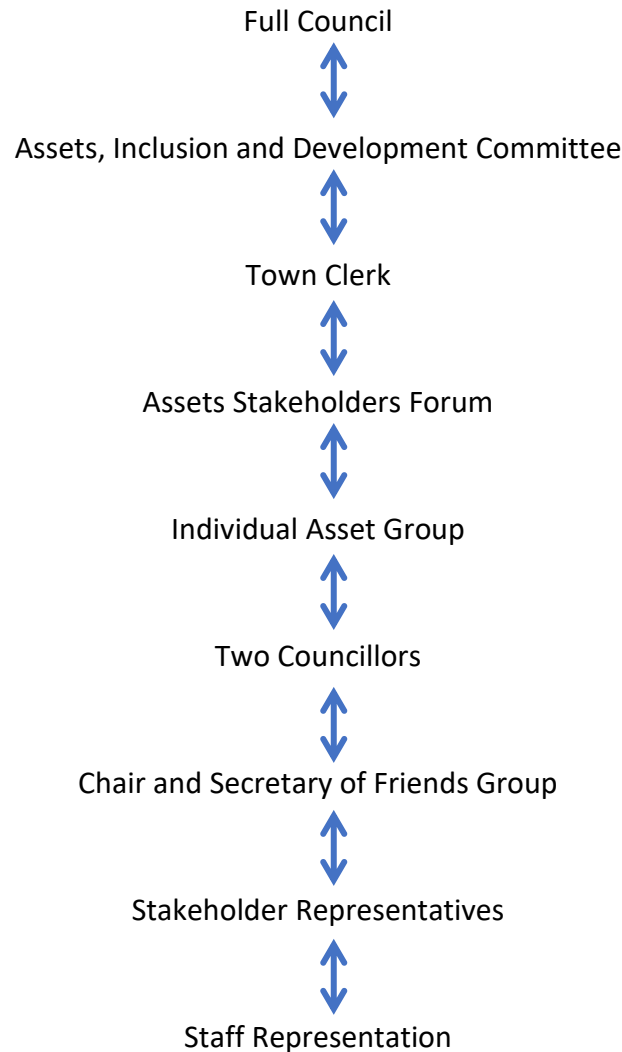 Full Council
Assets, Inclusion and Development Committee
Town Clerk
Assets Stakeholders Forum
Individual Asset Group
Two Councillors
Chair and Secretary of Friends Group
Stakeholder Representatives
Staff Representation